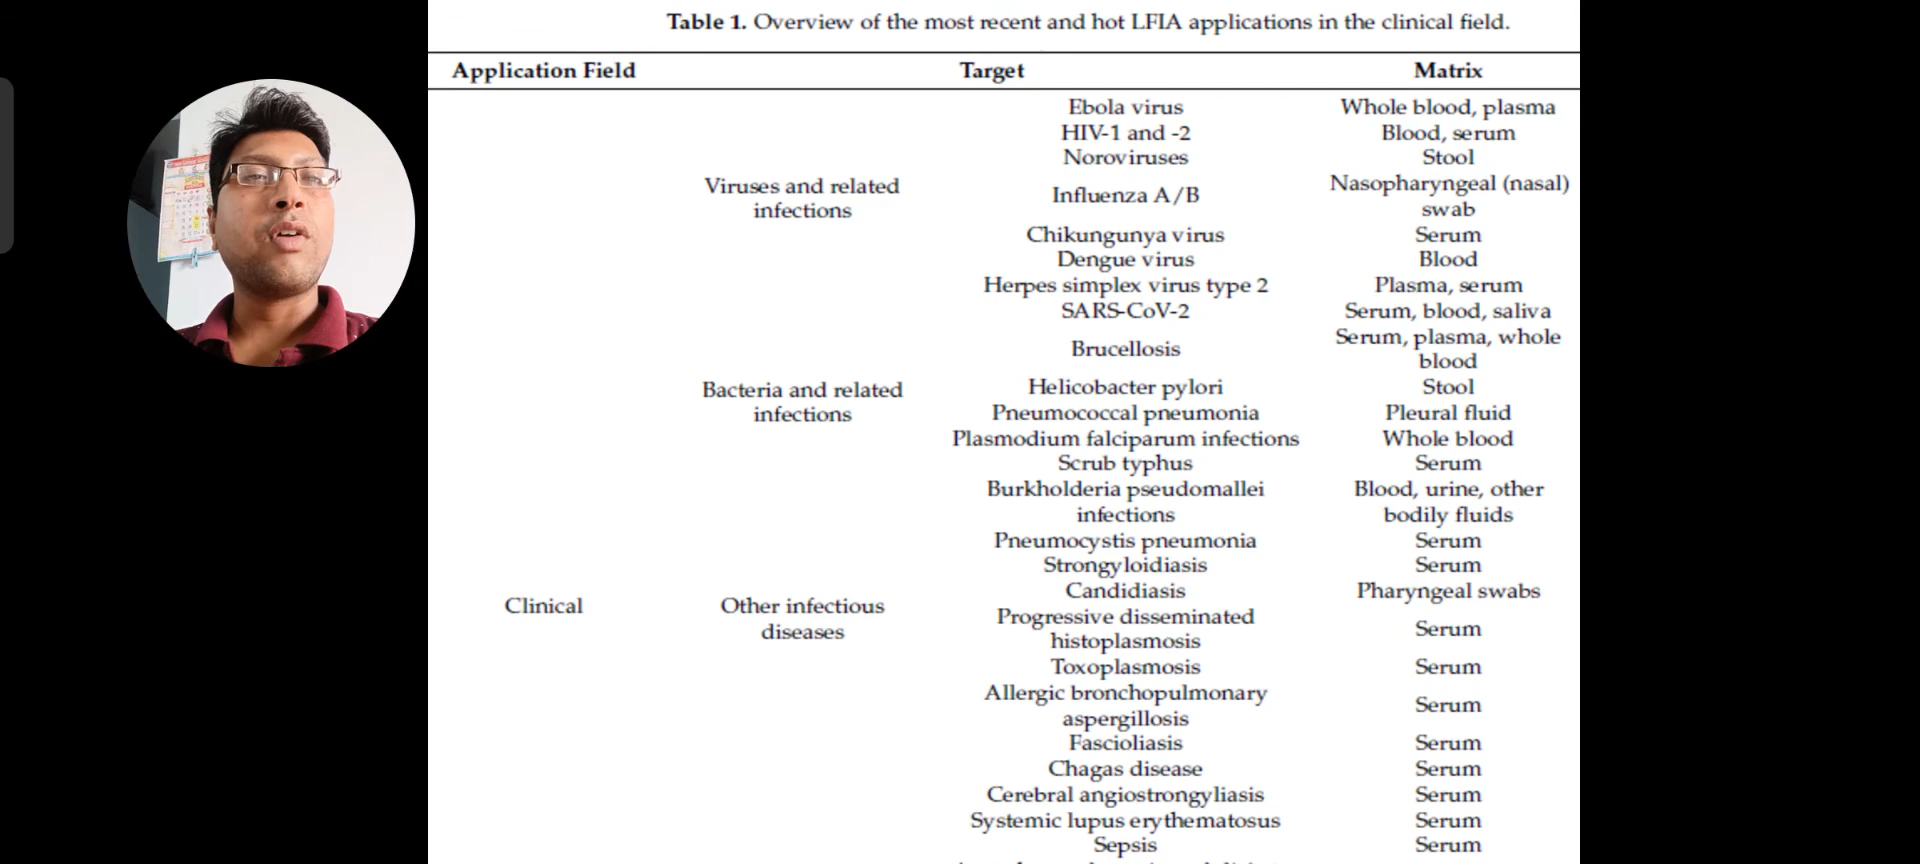 Table 1. Overview of the most recent and hot LFIA applications in the clinical field.
Application Field Target Matrix
Ebola virus Whole blood, plasma
HIV-1 and -2 Blood, serum
Noroviruses Stool
Viruses and related
infections
Influenza A/B Nasopharyngeal (nasal)
swab
Chikungunya virus Serum
Dengue virus Blood
Herpes simplex virus type 2 Plasma, serum
SARS-CoV-2 Serum, blood, saliva
Brucellosis Serum, plasma, whole
blood
Bacteria and related
infections
Helicobacter pylori Stool
Pneumococcal pneumonia Pleural fluid
Plasmodium falciparum infections Whole blood
Scrub typhus Serum
Burkholderia pseudomallei Blood, urine, other
infections bodily fluids
Pneumocystis pneumonia Serum
Strongyloidiasis Serum
Candidiasis Pharyngeal swabs
Clinical
Other infectious
diseases
Progressive disseminated
histoplasmosis Serum
Toxoplasmosis Serum
Allergic bronchopulmonary
aspergillosis Serum
Fascioliasis Serum
Chagas disease Serum
Cerebral angiostrongyliasis Serum
Systemic lupus erythematosus Serum
Sepsis Serum